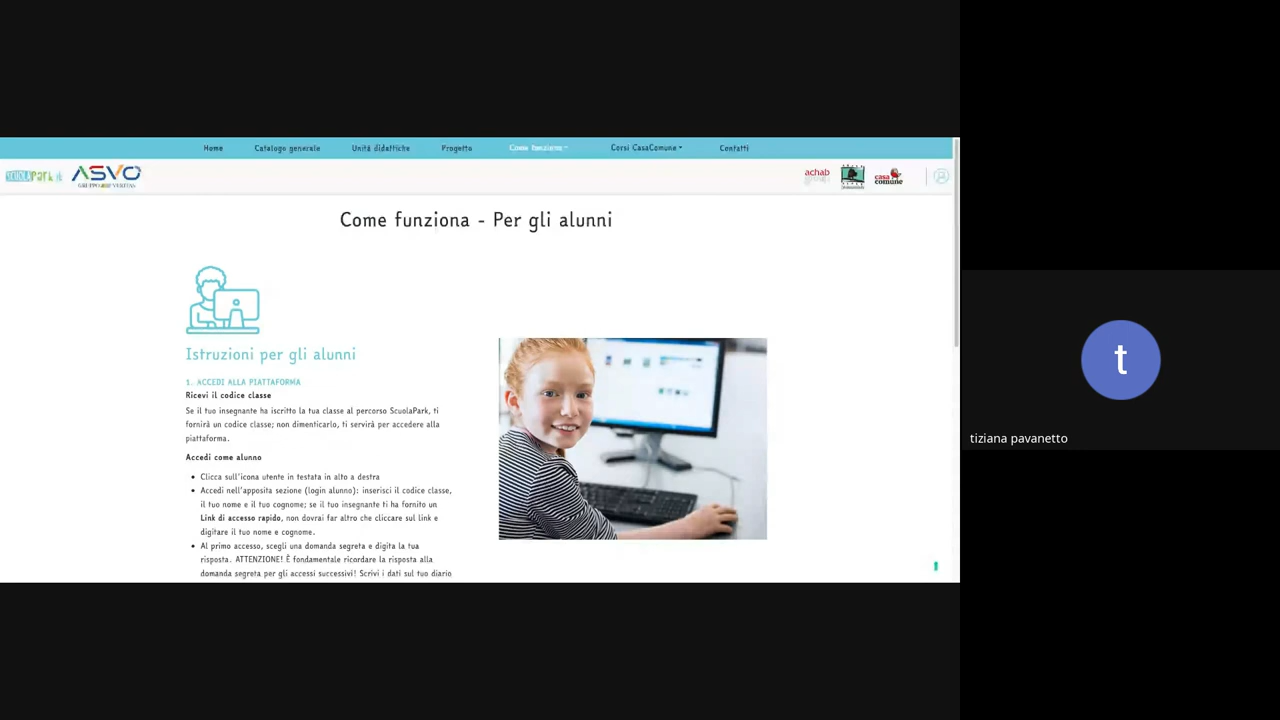 Home Catalogo generale Unità didattiche Progetto Come funziona Corsi CasaComune Contatti
SCUOLAPark.it ASVO achab casa comune
GRUPPO VERITAS
Come funziona - Per gli alunni
Istruzioni per gli alunni
1. ACCEDI ALLA PIATTAFORMA
Ricevi il codice classe
Se il tuo insegnante ha iscritto la tua classe al percorso ScuolaPark, ti
fornirà un codice classe; non dimenticarlo, ti servirà per accedere alla
piattaforma.
Accedi come alunno
Clicca sull'icona utente in testata in alto a destra
Accedi nell'apposita sezione (login alunno): inserisci il codice classe,
il tuo nome e il tuo cognome; se il tuo insegnante ti ha fornito un
Link di accesso rapido, non dovrai far altro che cliccare sul link e
digitare il tuo nome e cognome.
Al primo accesso, scegli una domanda segreta e digita la tua
risposta. ATTENZIONE! È fondamentale ricordare la risposta alla
domanda segreta per gli accessi successivi! Scrivi i dati sul tuo diario
t
tiziana pavanetto